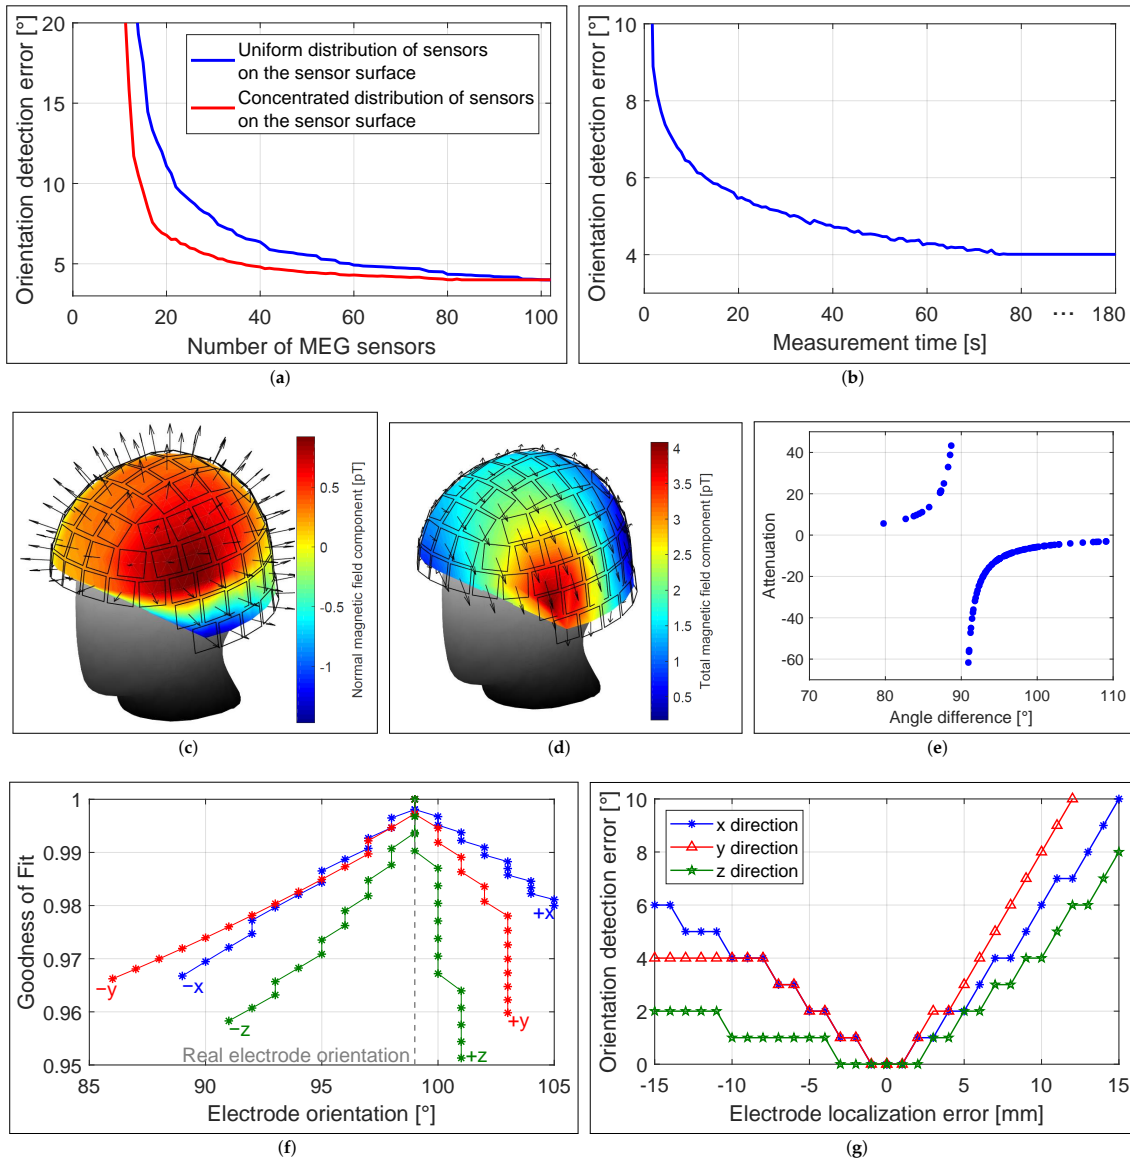 Orientation detection error [°]
20
15
10
5
0 20 40 60 80 100
Number of MEG sensors
Uniform distribution of sensors
on the sensor surface
Concentrated distribution of sensors
on the sensor surface
(a)
Orientation detection error [°]
10
8
6
4
0 20 40 60 80 ··· 180
Measurement time [s]
(b)
0.5
0
-0.5
-1
Normal magnetic field component [pT]
(c)
4
3.5
3
2.5
2
1.5
1
0.5
Total magnetic field component [pT]
(d)
Attenuation
40
20
0
-20
-40
-60
70 80 90 100 110
Angle difference [°]
(e)
Goodness of Fit
1
0.99
0.98
0.97
0.96
0.95
+x
−y
−x
−z
+y
+z
Real electrode orientation
85 90 95 100 105
Electrode orientation [°]
(f)
Orientation detection error [°]
10
8
6
4
2
0
x direction
y direction
z direction
-15 -10 -5 0 5 10 15
Electrode localization error [mm]
(g)